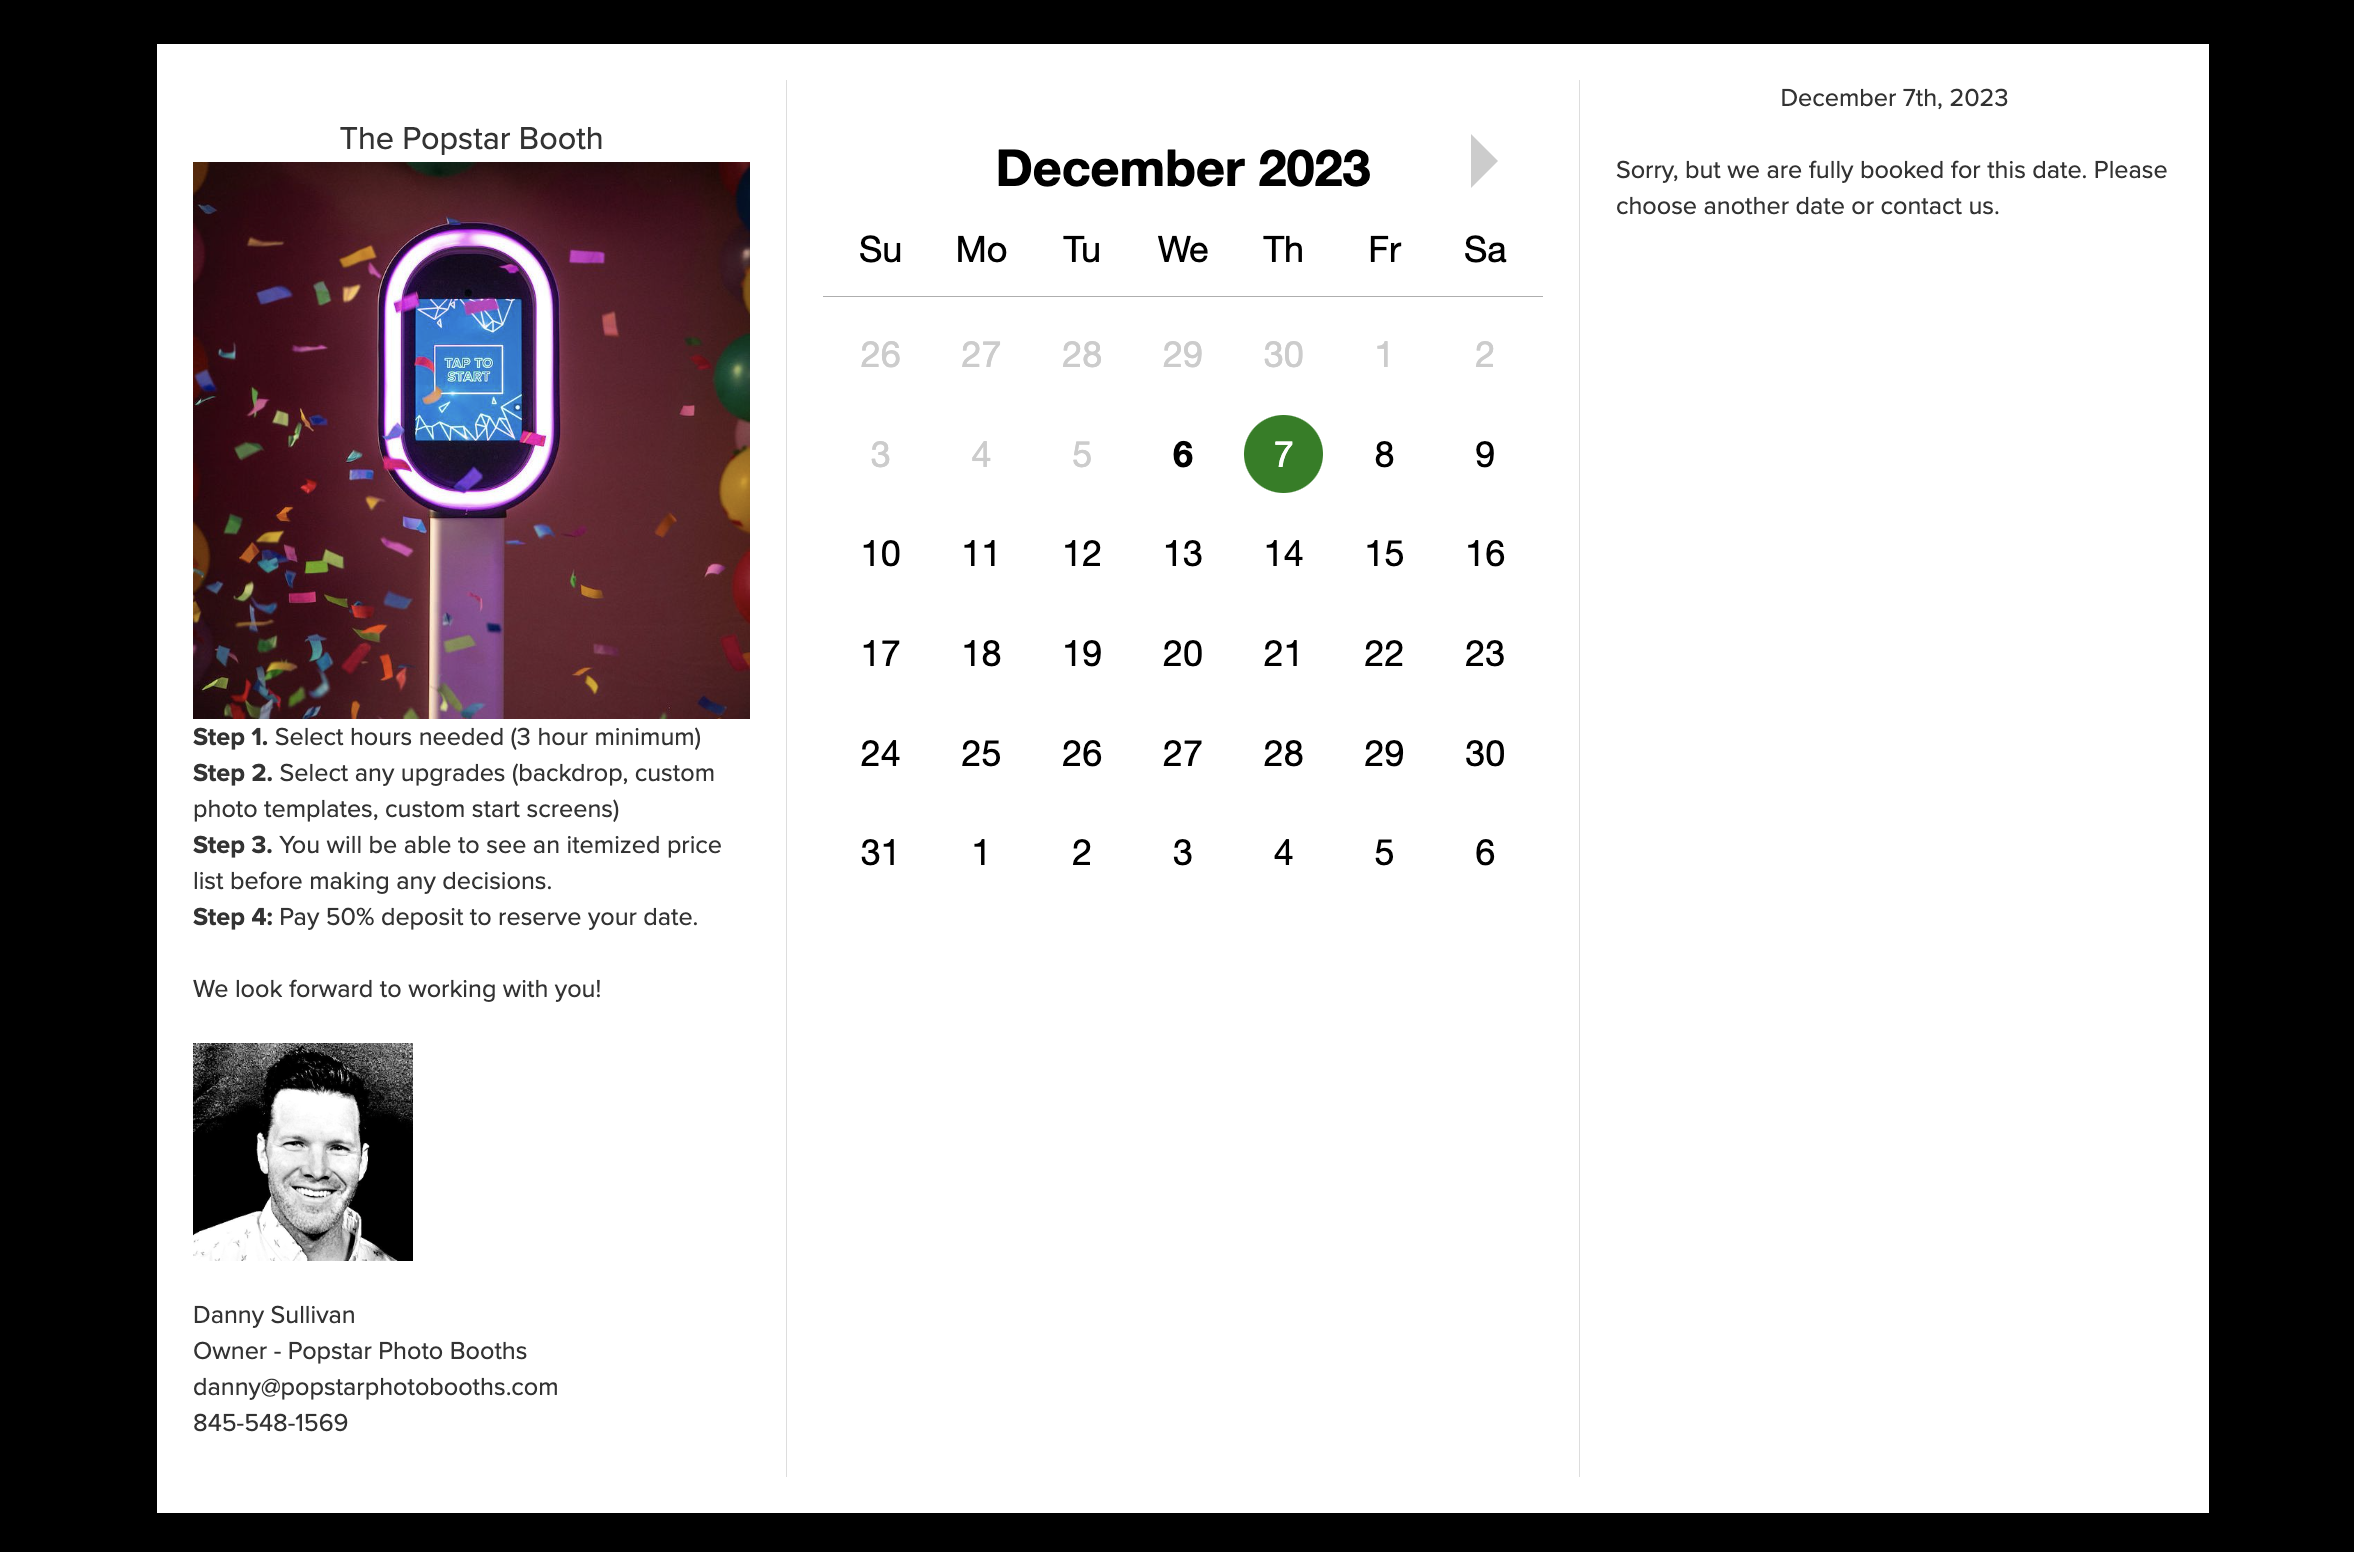 The Popstar Booth
TAP TO
START
Step 1. Select hours needed (3 hour minimum)
Step 2. Select any upgrades (backdrop, custom
photo templates, custom start screens)
Step 3. You will be able to see an itemized price
list before making any decisions.
Step 4: Pay 50% deposit to reserve your date.
We look forward to working with you!
Danny Sullivan
Owner - Popstar Photo Booths
danny@popstarphotobooths.com
845-548-1569
December 2023
Su Mo Tu We Th Fr Sa
26 27 28 29 30 1 2
3 4 5 6 7 8 9
10 11 12 13 14 15 16
17 18 19 20 21 22 23
24 25 26 27 28 29 30
31 1 2 3 4 5 6
December 7th, 2023
Sorry, but we are fully booked for this date. Please
choose another date or contact us.